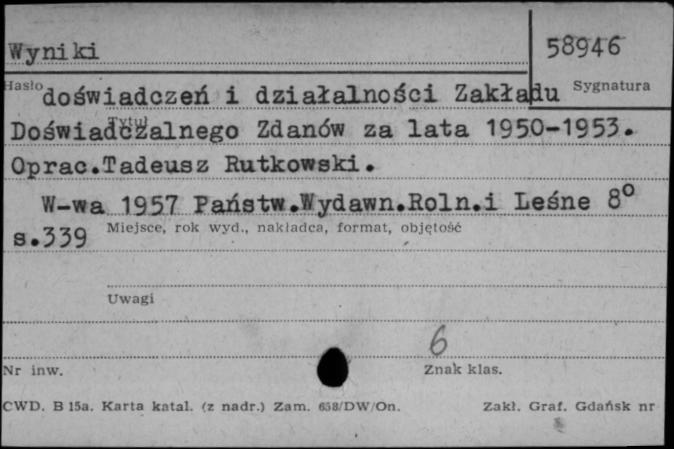 Wyniki 58946
Hasło Sygnatura
doświadczeń i działalności Zakładu
Tytuł
Doświadczalnego Zdanów za lata 1950-1953.
Oprac.Tadeusz Rutkowski.
W-wa 1957 Państw.Wydawn.Roln.i Leśne 8°
s.339 Miejsce, rok wyd., nakładca, format, objętość
Uwagi
6
Nr inw. Znak klas.
CWD. B 15a. Karta katal. (z nadr.) Zam. 658/DW/On. Zakł. Graf. Gdańsk nr